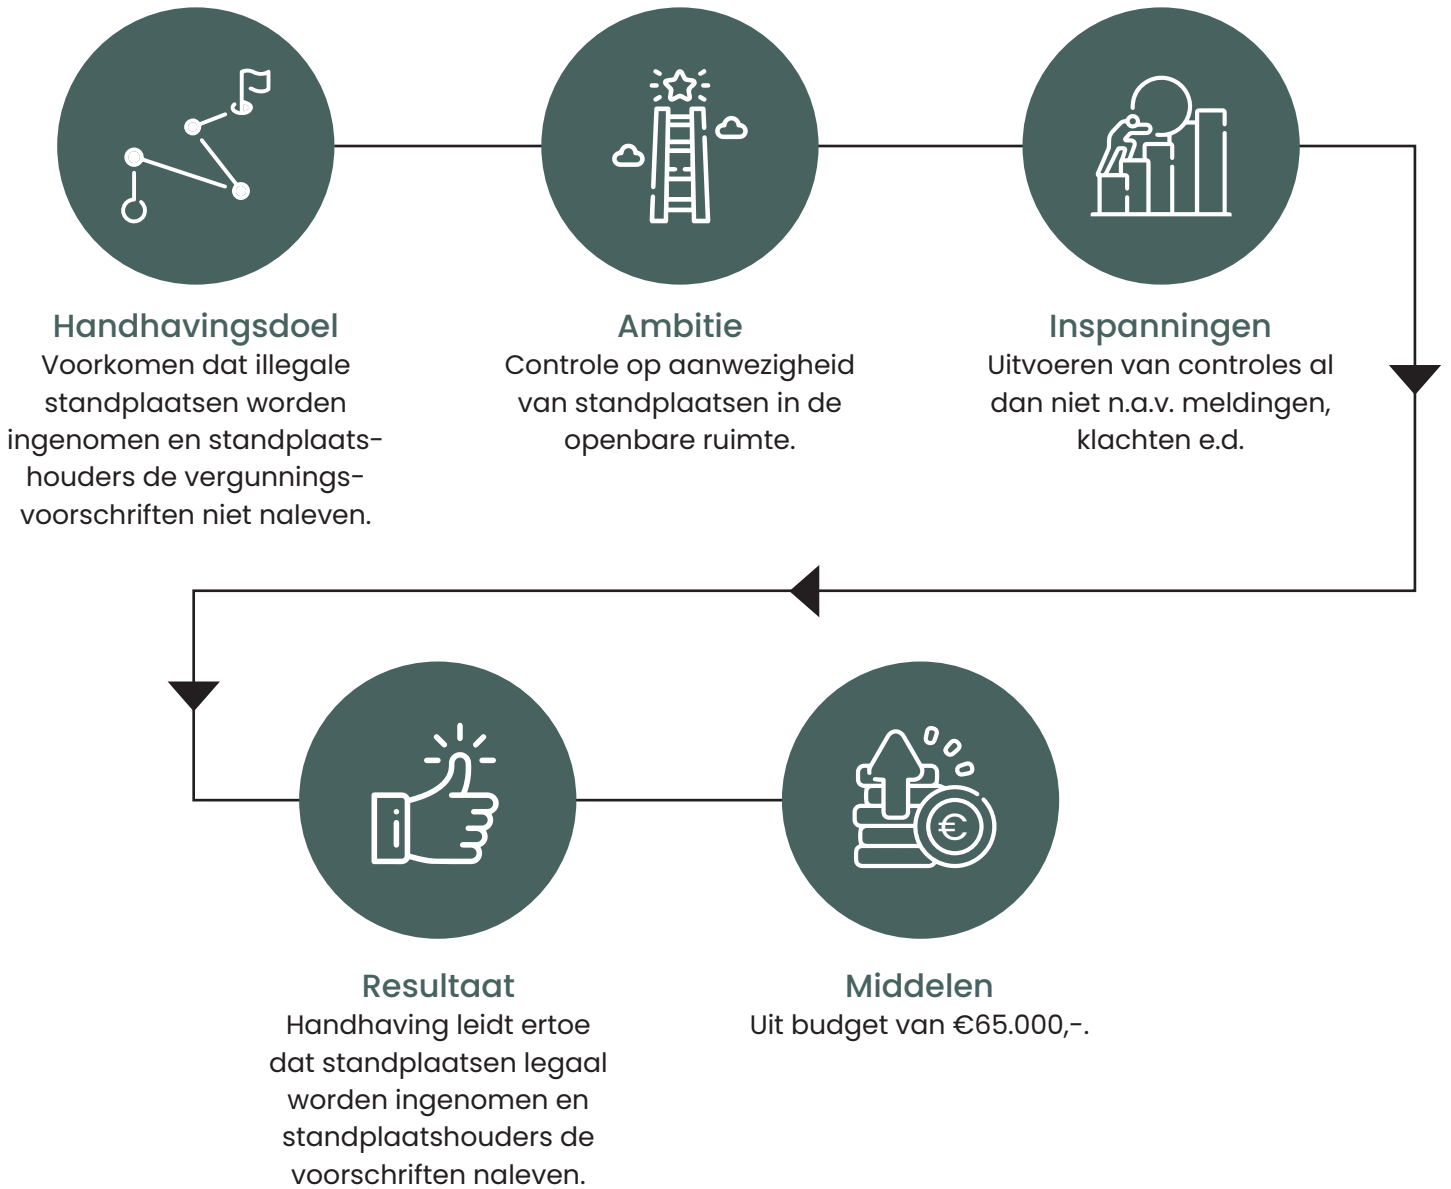 Handhavingsdoel
Voorkomen dat illegale
standplaatsen worden
ingenomen en standplaats-
houders de vergunnings-
voorschriften niet naleven.
Ambitie
Controle op aanwezigheid
van standplaatsen in de
openbare ruimte.
Inspanningen
Uitvoeren van controles al
dan niet n.a.v. meldingen,
klachten e.d.
Resultaat
Handhaving leidt ertoe
dat standplaatsen legaal
worden ingenomen en
standplaatshouders de
voorschriften naleven.
€
Middelen
Uit budget van €65.000,-.